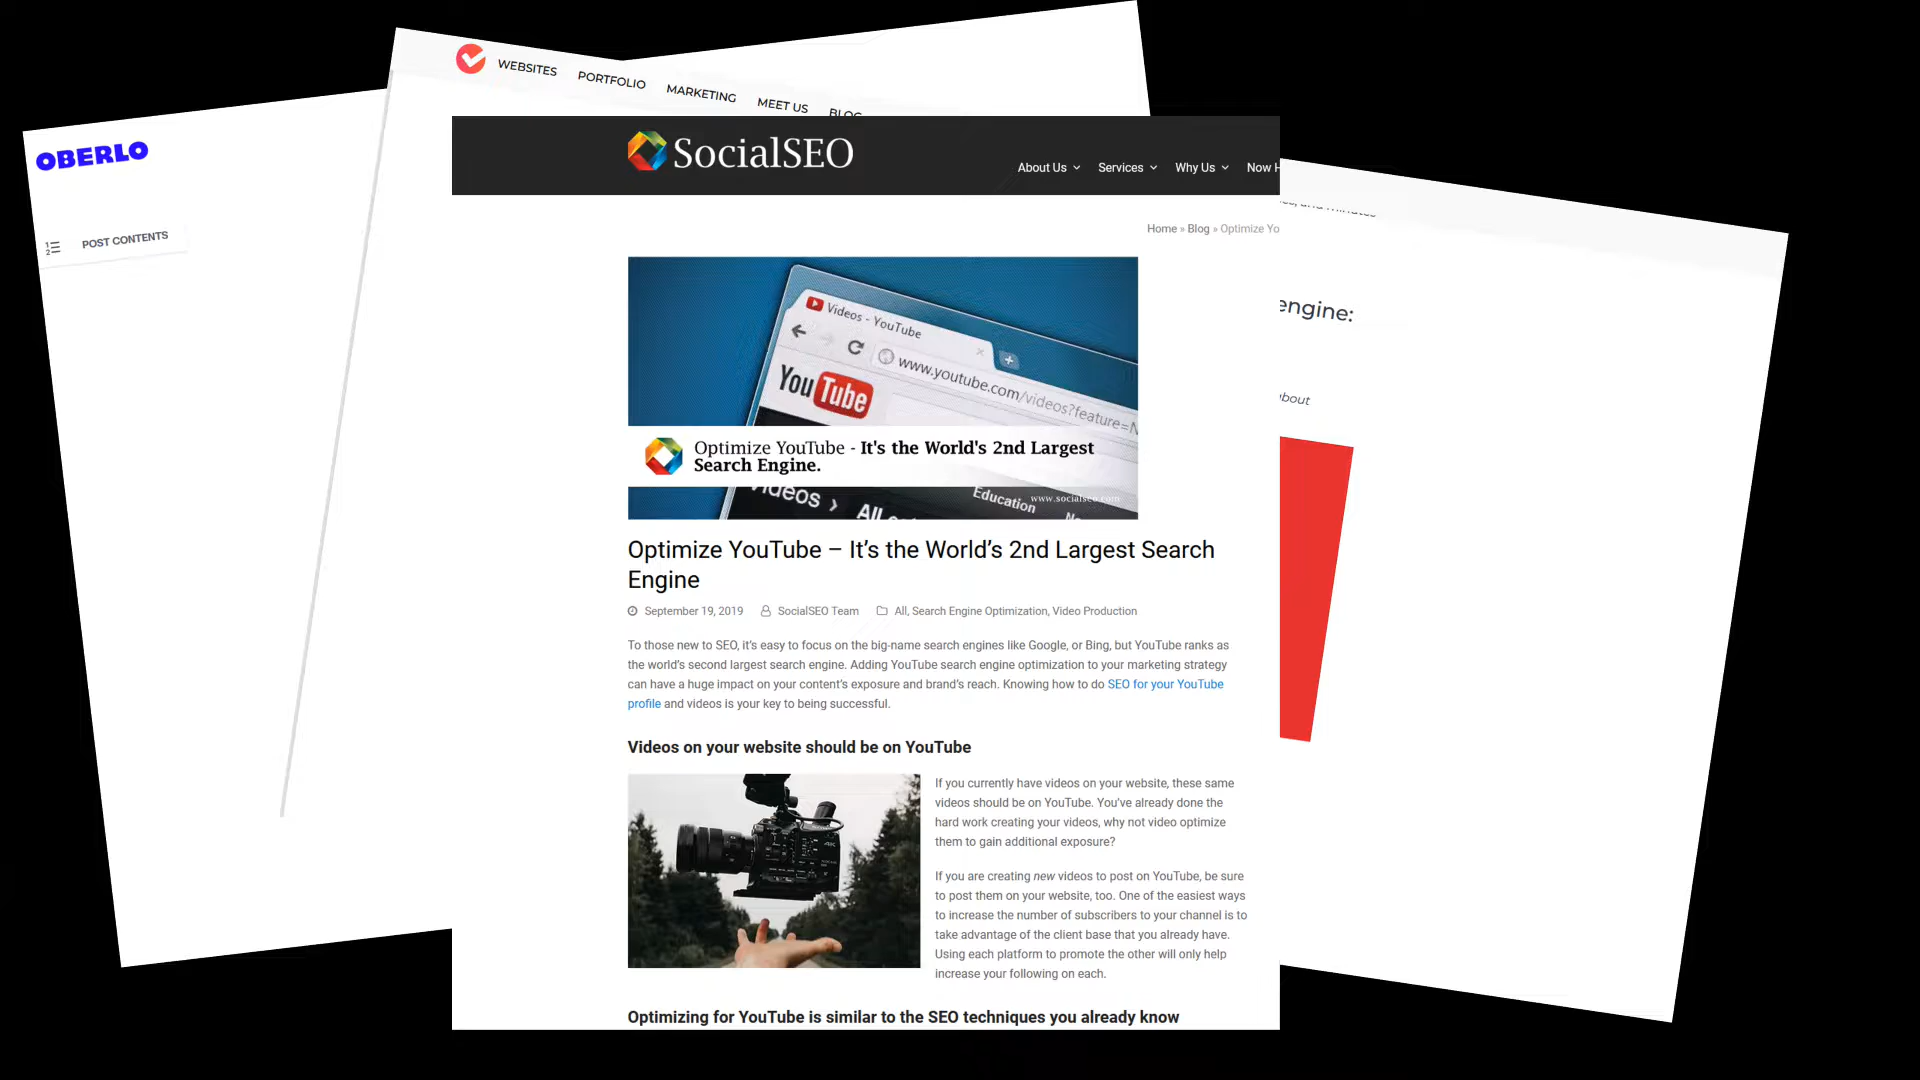 WEBSITES PORTFOLIO MARKETING MEET US BLOG
OBERLO
POST CONTENTS
SocialSEO
About Us Services Why Us Now
Home » Blog » Optimize Yo
Videos - YouTube
www.youtube.com/videos?feature=
YouTube
Optimize YouTube - It's the World's 2nd Largest
Search Engine.
Videos › All
Education
www.socialseo.com
Optimize YouTube – It’s the World’s 2nd Largest Search
Engine
September 19, 2019 SocialSEO Team All, Search Engine Optimization, Video Production
To those new to SEO, it’s easy to focus on the big-name search engines like Google, or Bing, but YouTube ranks as
the world’s second largest search engine. Adding YouTube search engine optimization to your marketing strategy
can have a huge impact on your content’s exposure and brand’s reach. Knowing how to do SEO for your YouTube
profile and videos is your key to being successful.
Videos on your website should be on YouTube
If you currently have videos on your website, these same
videos should be on YouTube. You’ve already done the
hard work creating your videos, why not video optimize
them to gain additional exposure?
If you are creating new videos to post on YouTube, be sure
to post them on your website, too. One of the easiest ways
to increase the number of subscribers to your channel is to
take advantage of the client base that you already have.
Using each platform to promote the other will only help
increase your following on each.
Optimizing for YouTube is similar to the SEO techniques you already know
and minutes
engine:
about